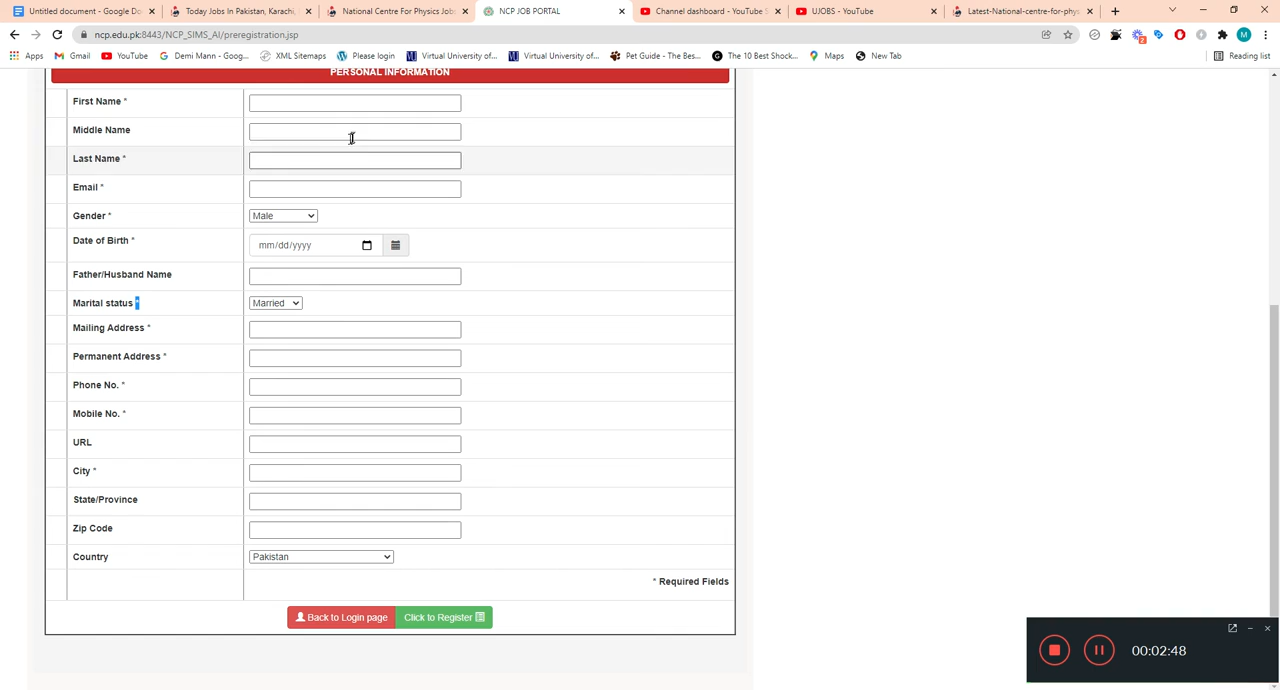 Untitled document - Google Do
Today Jobs In Pakistan, Karachi,
National Centre For Physics Job
NCP JOB PORTAL
Channel dashboard - YouTube S
UJOBS - YouTube
Latest-National-centre-for-phys
ncp.edu.pk:8443/NCP_SIMS_AI/preregistration.jsp
M
Apps
Gmail
YouTube
Demi Mann - Goog...
XML Sitemaps
Please login
Virtual University of...
Virtual University of...
Pet Guide - The Bes...
The 10 Best Shock...
Maps
New Tab
Reading list
PERSONAL INFORMATION
First Name *
Middle Name
Last Name *
Email *
Gender *
Male
Date of Birth *
mm/dd/yyyy
Father/Husband Name
Marital status *
Married
Mailing Address *
Permanent Address *
Phone No. *
Mobile No. *
URL
City *
State/Province
Zip Code
Country
Pakistan
* Required Fields
Back to Login page
Click to Register
00:02:48